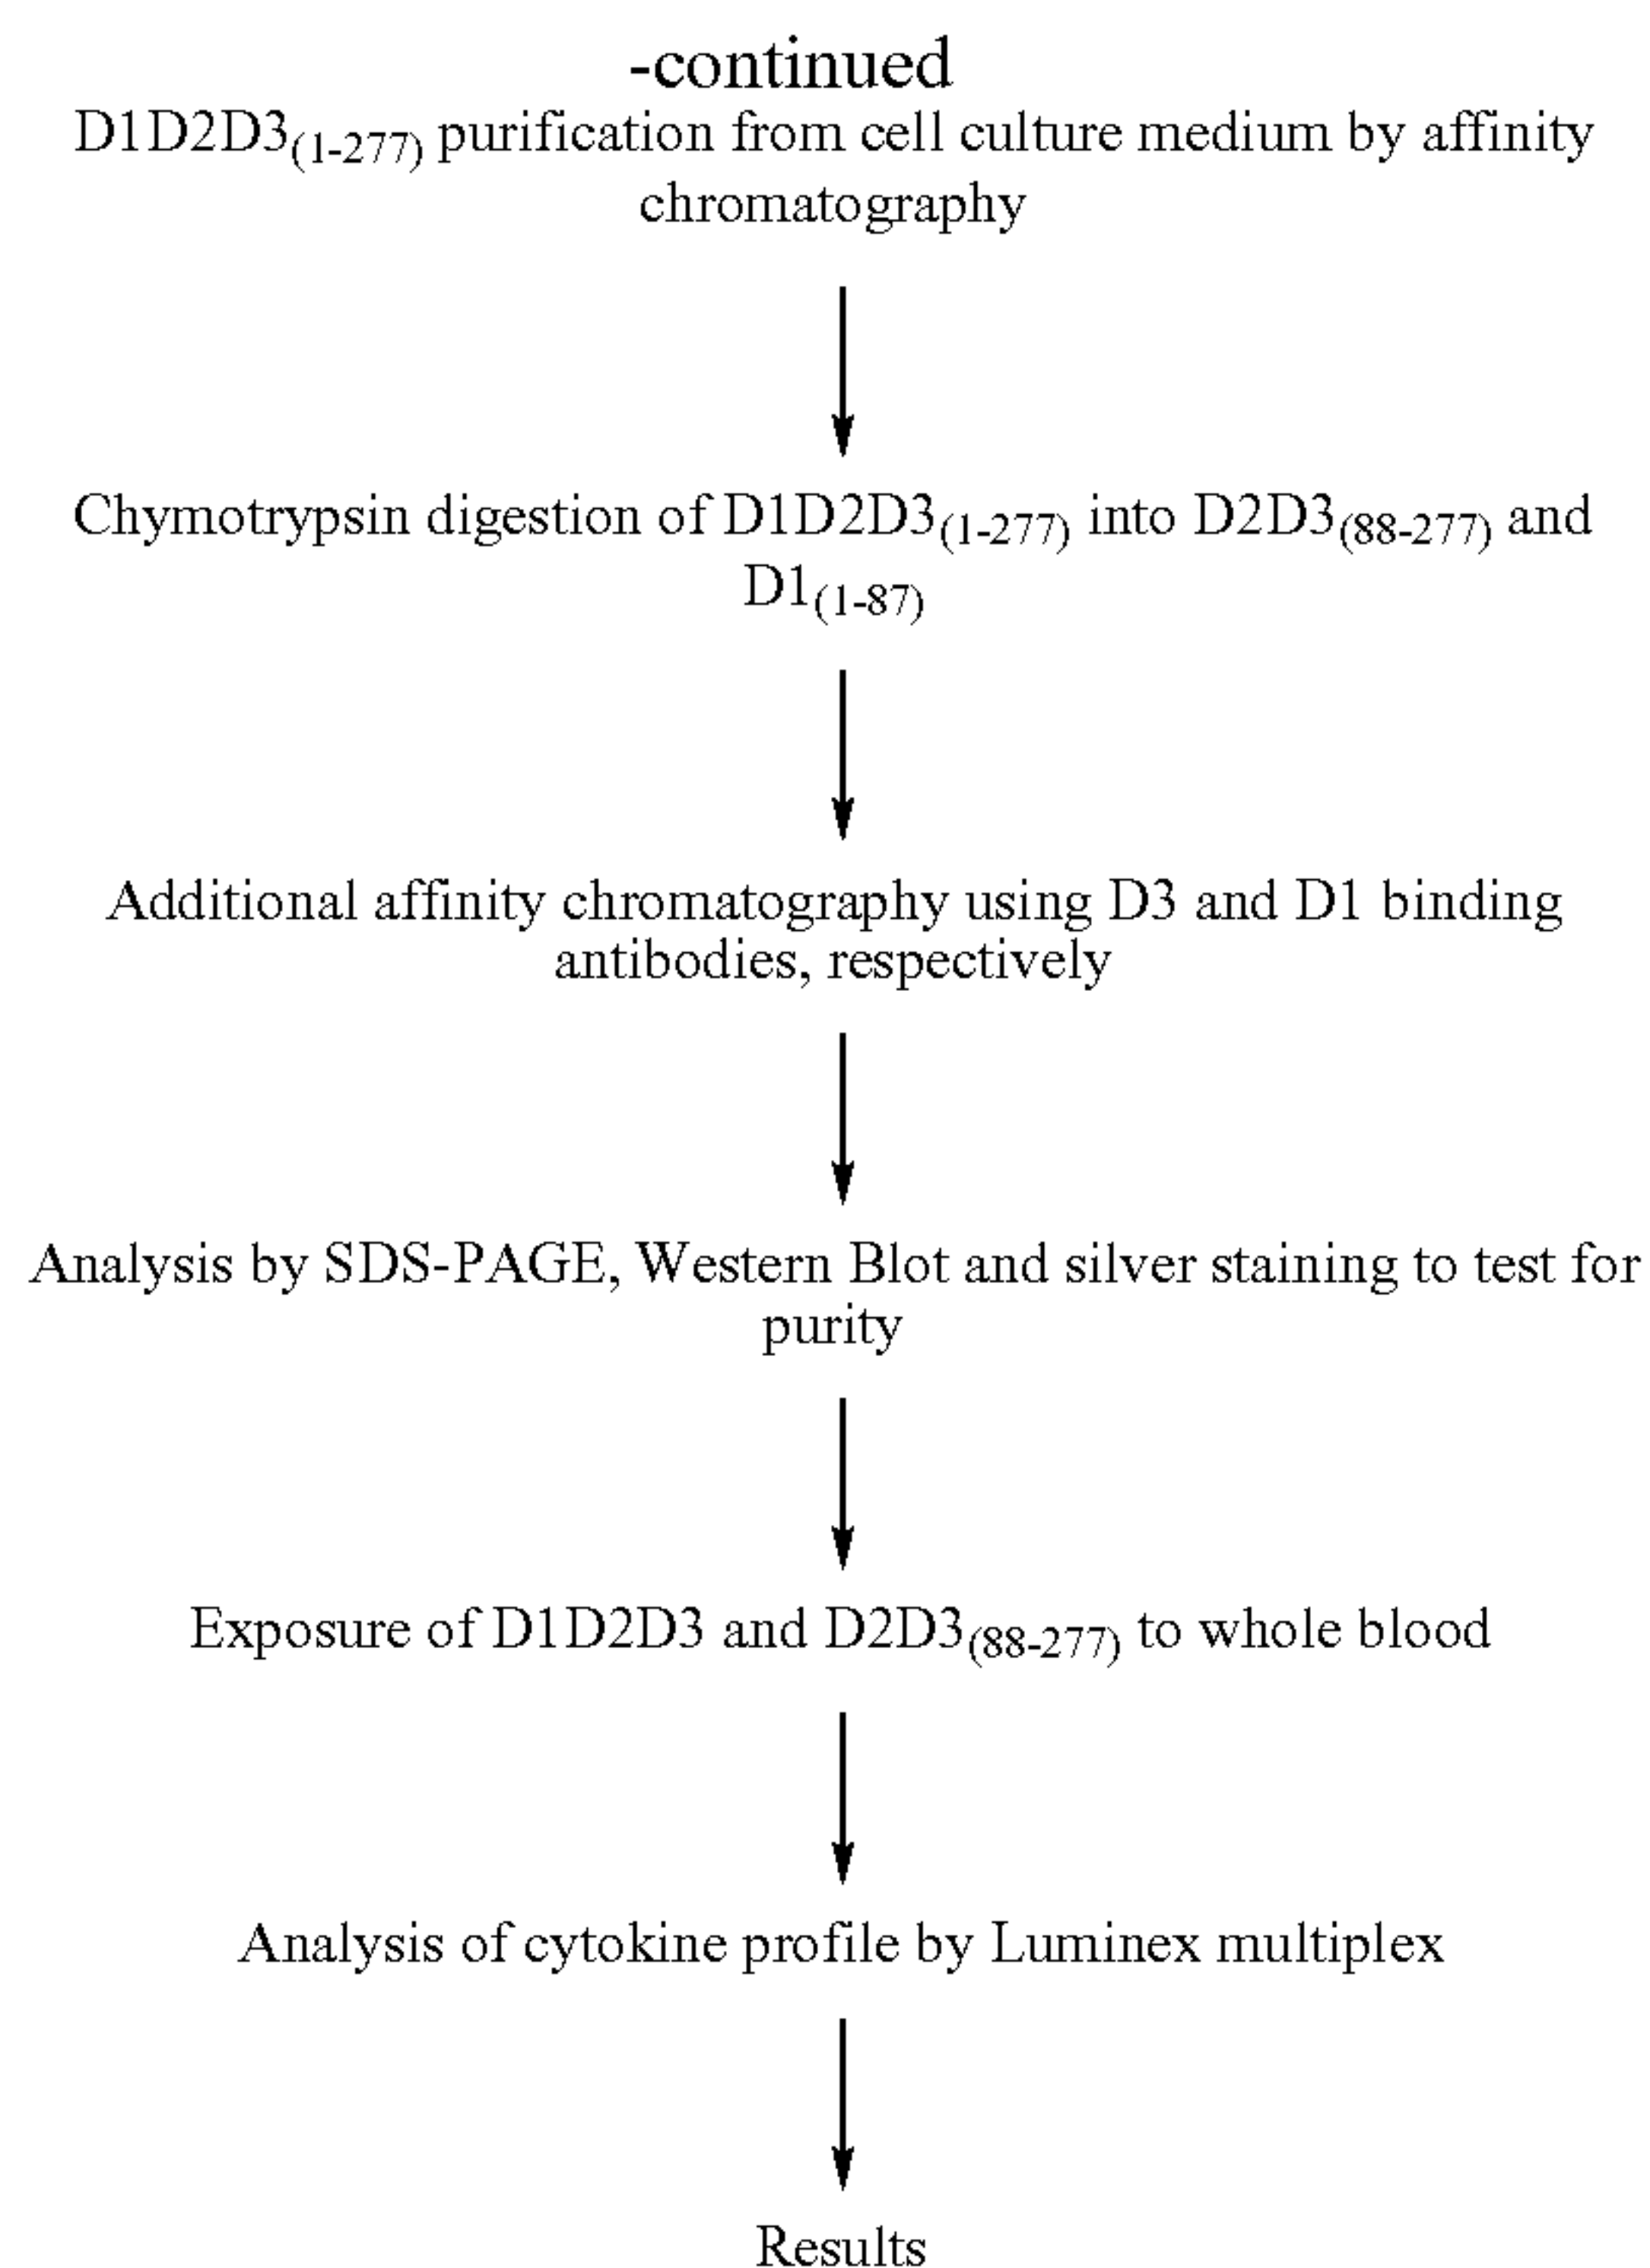 -continued
D1D2D3(1-277) purification from cell culture medium by affinity
chromatography
Chymotrypsin digestion of D1D2D3(1-277) into D2D3(88-277) and
D1(1-87)
Additional affinity chromatography using D3 and D1 binding
antibodies, respectively
Analysis by SDS-PAGE, Western Blot and silver staining to test for
purity
Exposure of D1D2D3 and D2D3(88-277) to whole blood
Analysis of cytokine profile by Luminex multiplex
Results